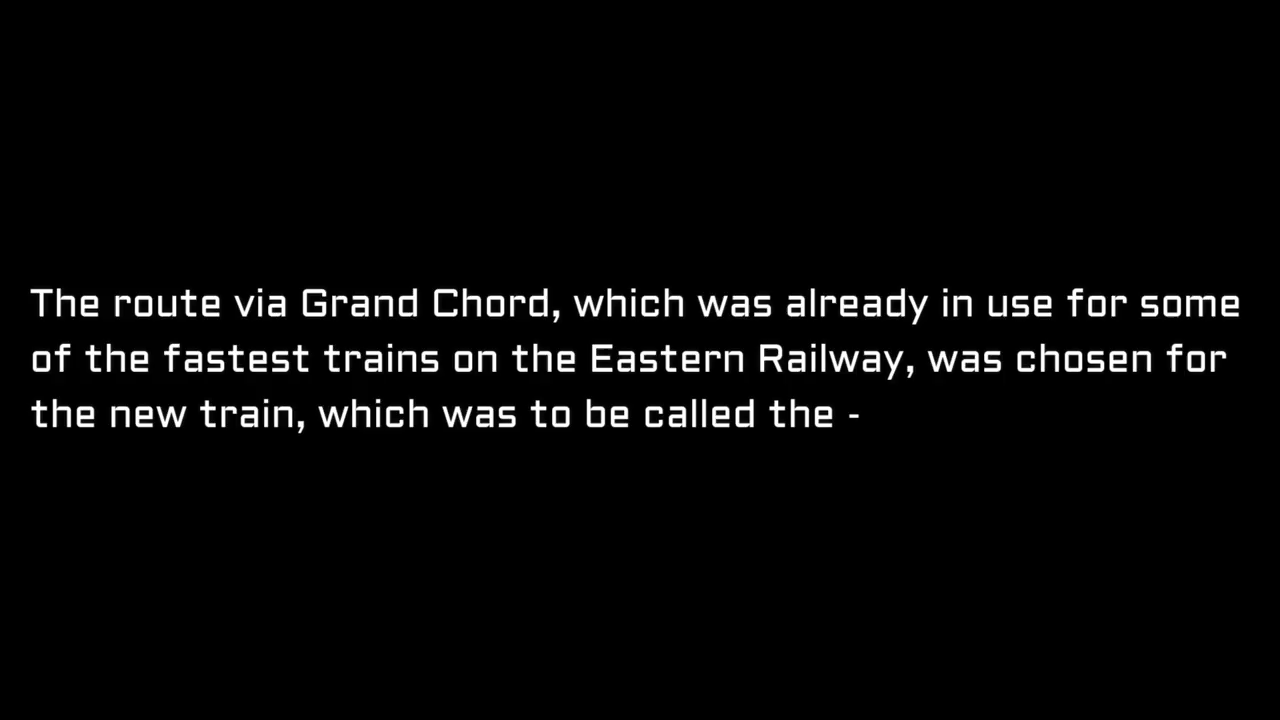 The route via Grand Chord, which was already in use for some
of the fastest trains on the Eastern Railway, was chosen for
the new train, which was to be called the -